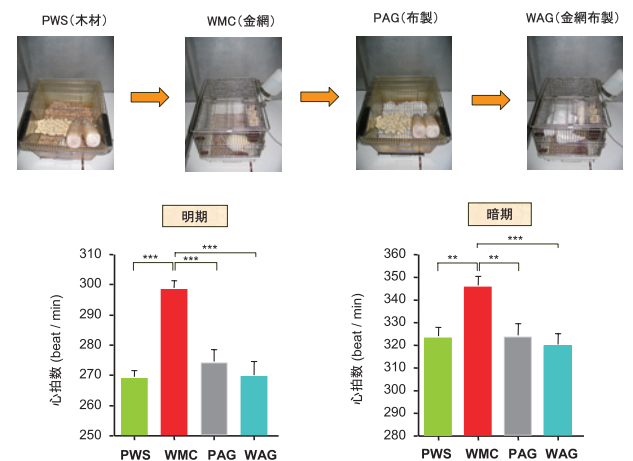 PWS(木材)
WMC(金網)
PAG(布製)
WAG(金網布製)
明期
心拍数 (beat / min)
310
300
290
280
270
260
250
***
***
***
PWS
WMC
PAG
WAG
暗期
心拍数 (beat / min)
360
350
340
330
320
310
300
290
280
**
**
***
PWS
WMC
PAG
WAG